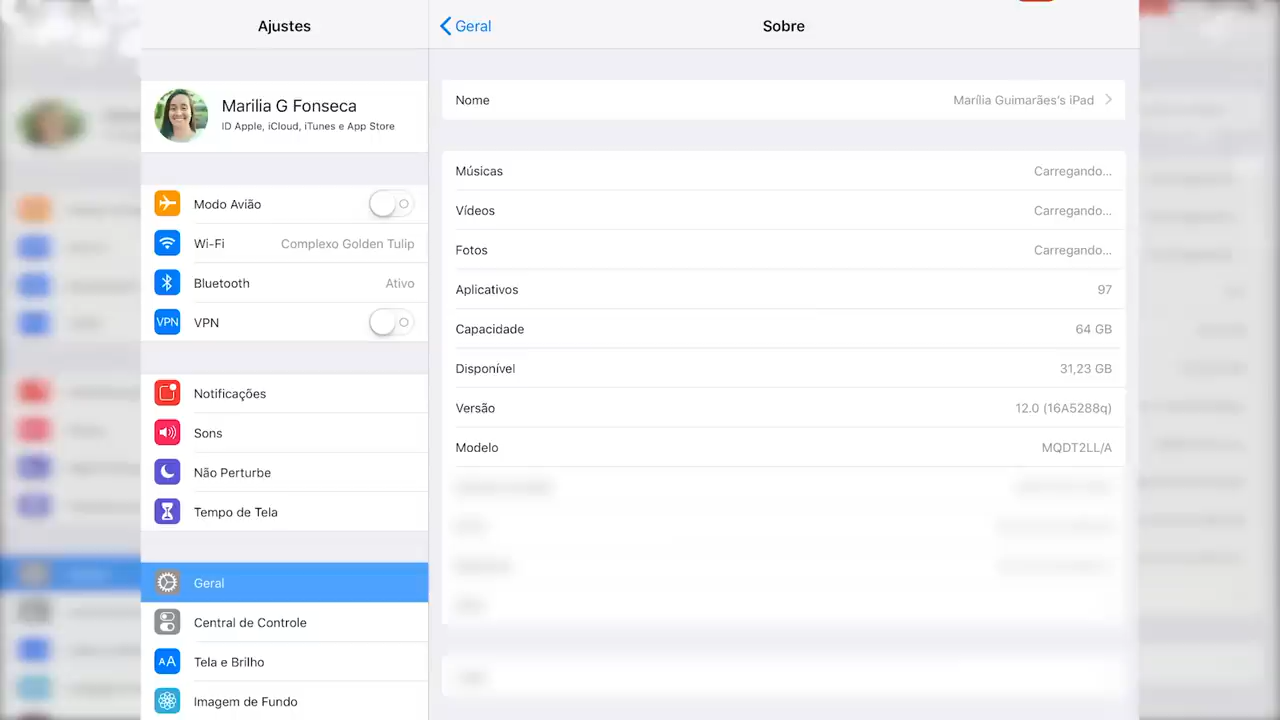 Ajustes
Geral
Sobre
Marilia G Fonseca
ID Apple, iCloud, iTunes e App Store
Modo Avião
Wi-Fi Complexo Golden Tulip
Bluetooth Ativo
VPN VPN
Notificações
Sons
Não Perturbe
Tempo de Tela
Geral
Central de Controle
AA Tela e Brilho
Imagem de Fundo
Nome Marília Guimarães's iPad
Músicas Carregando...
Vídeos Carregando...
Fotos Carregando...
Aplicativos 97
Capacidade 64 GB
Disponível 31,23 GB
Versão 12.0 (16A5288q)
Modelo MQDT2LL/A